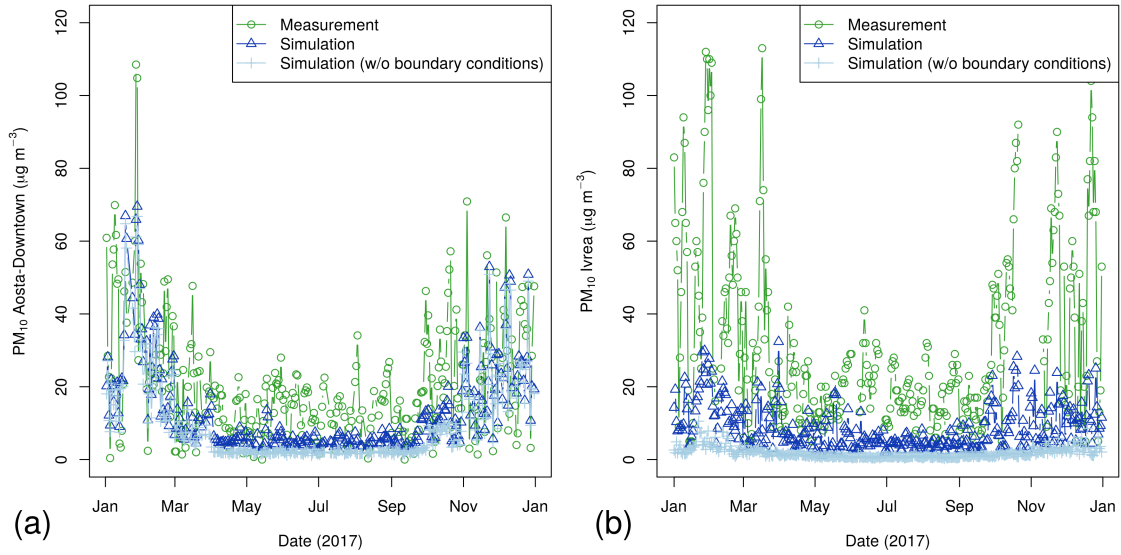 PM10 Aosta-Downtown (µg m−3)
120
100
80
60
40
20
0
Measurement
Simulation
Simulation (w/o boundary conditions)
Jan Mar May Jul Sep Nov Jan
Date (2017)
(a)
PM10 Ivrea (µg m−3)
120
100
80
60
40
20
0
Measurement
Simulation
Simulation (w/o boundary conditions)
Jan Mar May Jul Sep Nov Jan
Date (2017)
(b)